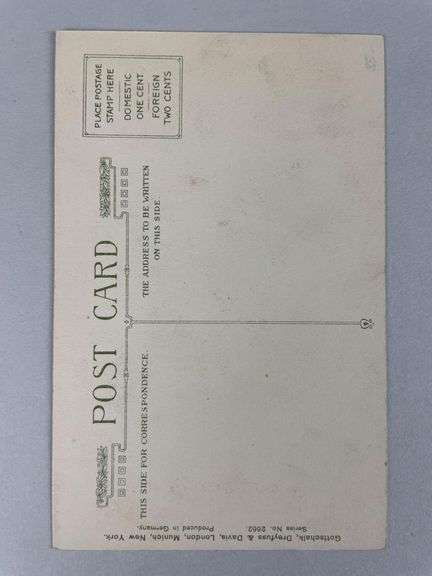 POST CARD
PLACE POSTAGE
STAMP HERE
DOMESTIC
ONE CENT
FOREIGN
TWO CENTS
THIS SIDE FOR CORRESPONDENCE.
THE ADDRESS TO BE WRITTEN
ON THIS SIDE.
Gottschalk, Dreyfuss & Davis, London, Munich, New York.
Series No. 2662.
Produced in Germany.